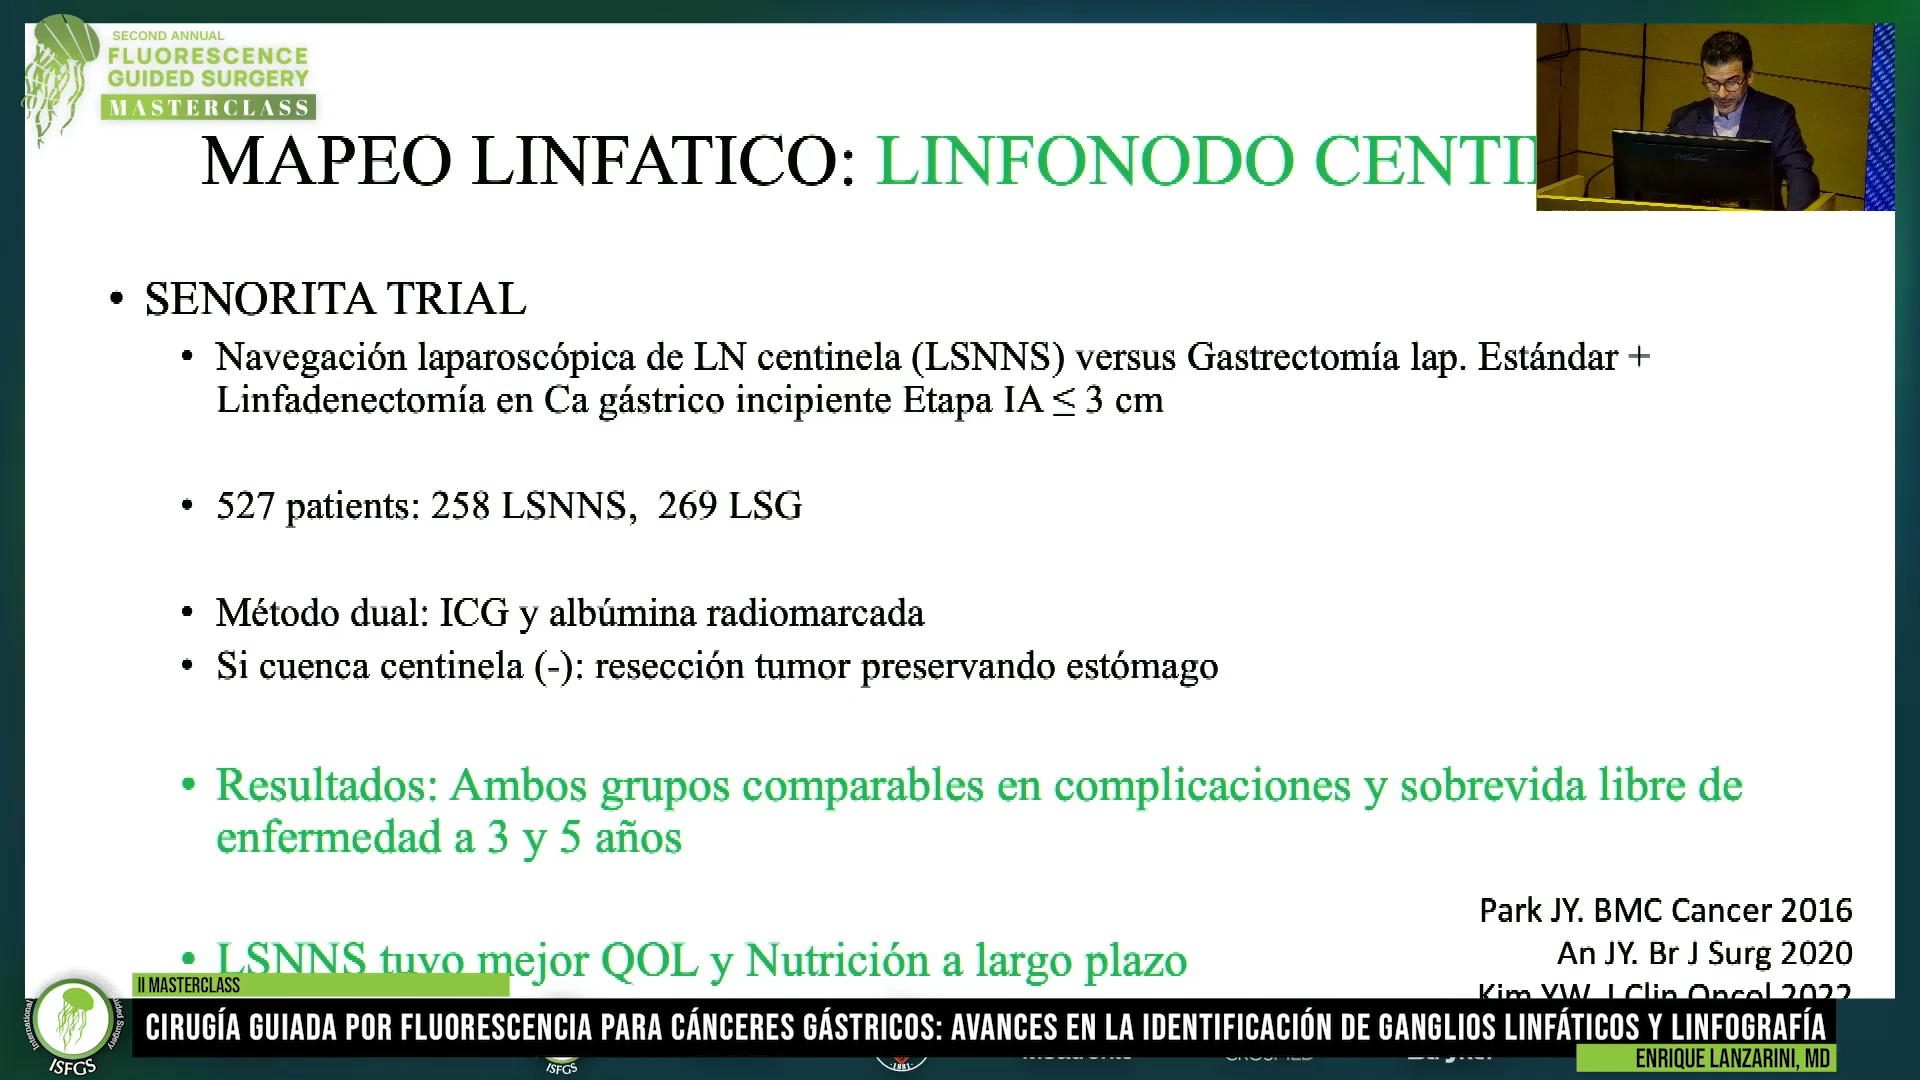 SECOND ANNUAL
FLUORESCENCE
GUIDED SURGERY
MASTERCLASS
MAPEO LINFATICO: LINFONODO
• SENORITA TRIAL
• Navegación laparoscópica de LN centinela (LSNNS) versus Gastrectomía lap. Estándar +
Linfadenectomía en Ca gástrico incipiente Etapa IA ≤ 3 cm
• 527 patients: 258 LSNNS, 269 LSG
• Método dual: ICG y albúmina radiomarcada
• Si cuenca centinela (-): resección tumor preservando estómago
• Resultados: Ambos grupos comparables en complicaciones y sobrevida libre de
enfermedad a 3 y 5 años
• LSNNS tuvo mejor QOL y Nutrición a largo plazo
Park JY. BMC Cancer 2016
An JY. Br J Surg 2020
Kim YW. J Clin Oncol 2022
II MASTERCLASS
CIRUGÍA GUIADA POR FLUORESCENCIA PARA CÁNCERES GÁSTRICOS: AVANCES EN LA IDENTIFICACIÓN DE GANGLIOS LINFÁTICOS Y LINFOGRAFÍA
ENRIQUE LANZARINI, MD
ISFGS
ISFGS
1881